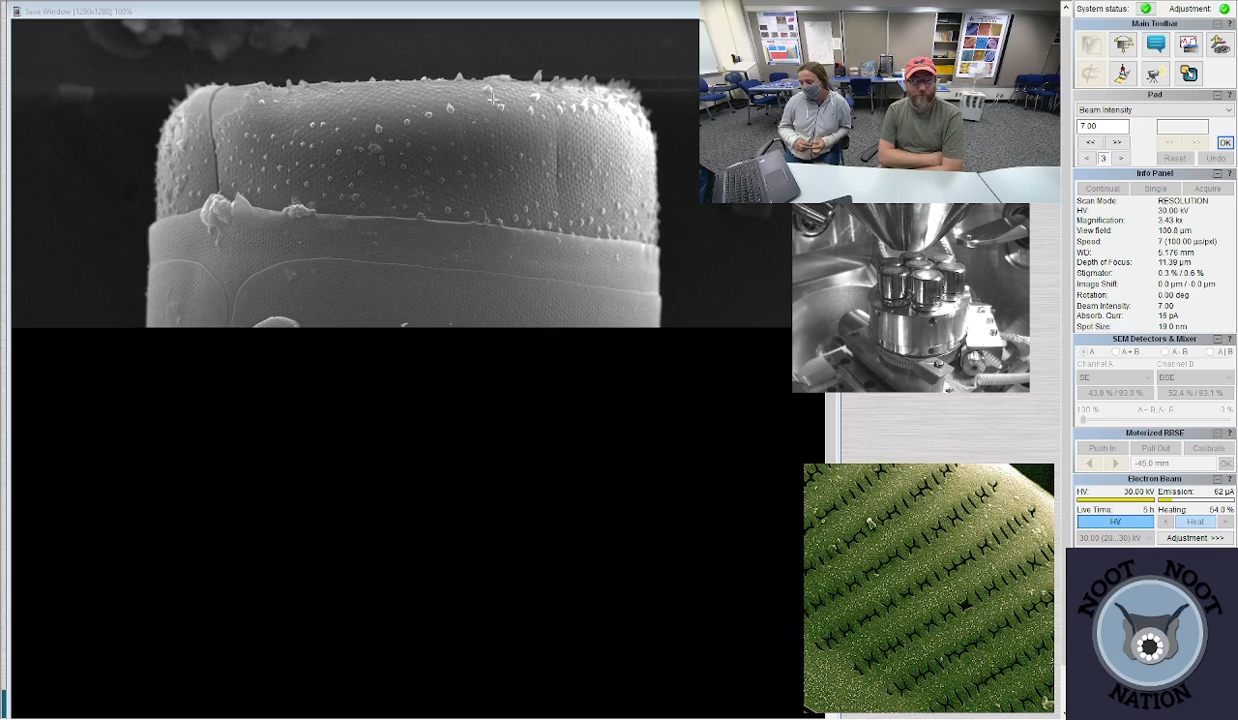 Save Window [1280x1280] 100%
System status: Adjustment:
Main Toolbar
Pad
Beam Intensity
7.00
<< >> << >> OK
< 3 > Reset Undo
Info Panel
Continual Single Acquire
Scan Mode: RESOLUTION
HV: 30.00 kV
Magnification: 3.43 kx
View field: 100.8 µm
Speed: 7 (100.00 µs/pxl)
WD: 5.176 mm
Depth of Focus: 11.39 µm
Stigmator: 0.3 % / 0.6 %
Image Shift: 0.0 µm / -0.0 µm
Rotation: 0.00 deg
Beam Intensity: 7.00
Absorb. Curr: 16 pA
Spot Size: 19.0 nm
SEM Detectors & Mixer
A A + B A - B A | B
Channel A
SE BSE
43.9 % / 93.0 % 52.4 % / 93.1 %
100 % A + B, A - B 0 %
Motorized RBSE
Push In Pull Out Calibrate
-45.0 mm OK
Electron Beam
HV: 30.00 kV Emission: 62 µA
Live Time: 5 h Heating: 54.0 %
HV < Heat >
30.00 (20...30) kV Adjustment >>>
NOOT NOOT
NATION